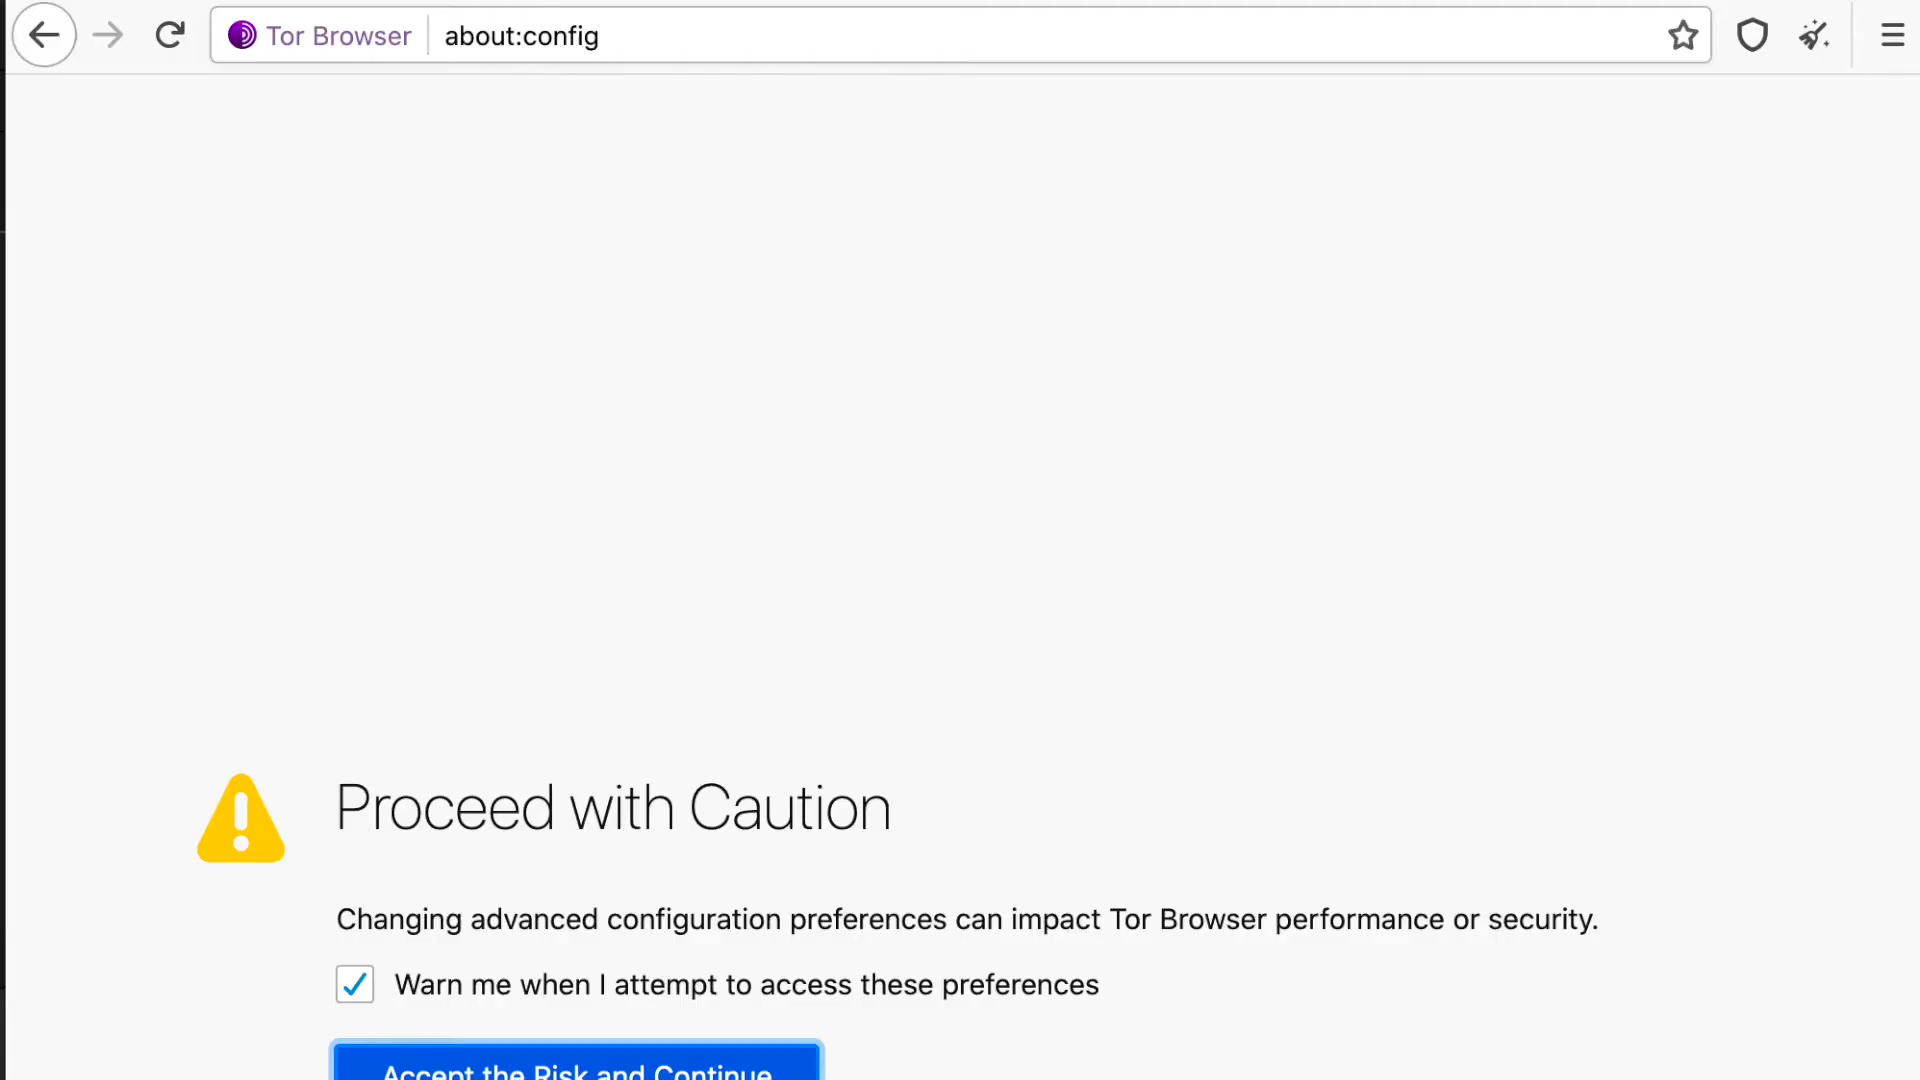 Tor Browser about:config
Proceed with Caution
Changing advanced configuration preferences can impact Tor Browser performance or security.
Warn me when I attempt to access these preferences
Accept the Risk and Continue